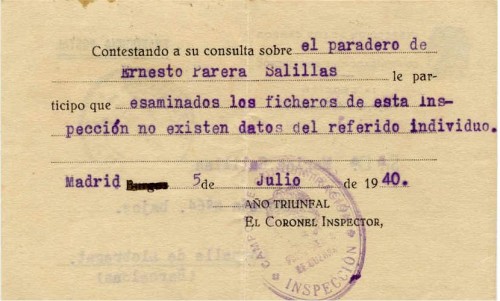 Contestando a su consulta sobre el paradero de
Ernesto Parera Salillas le par-
ticipo que esaminados los ficheros de esta Ins-
pección no existen datos del referido individuo.
Madrid Burgos 5 de Julio de 1940.
AÑO TRIUNFAL
EL CORONEL INSPECTOR,
INSPECCIÓN